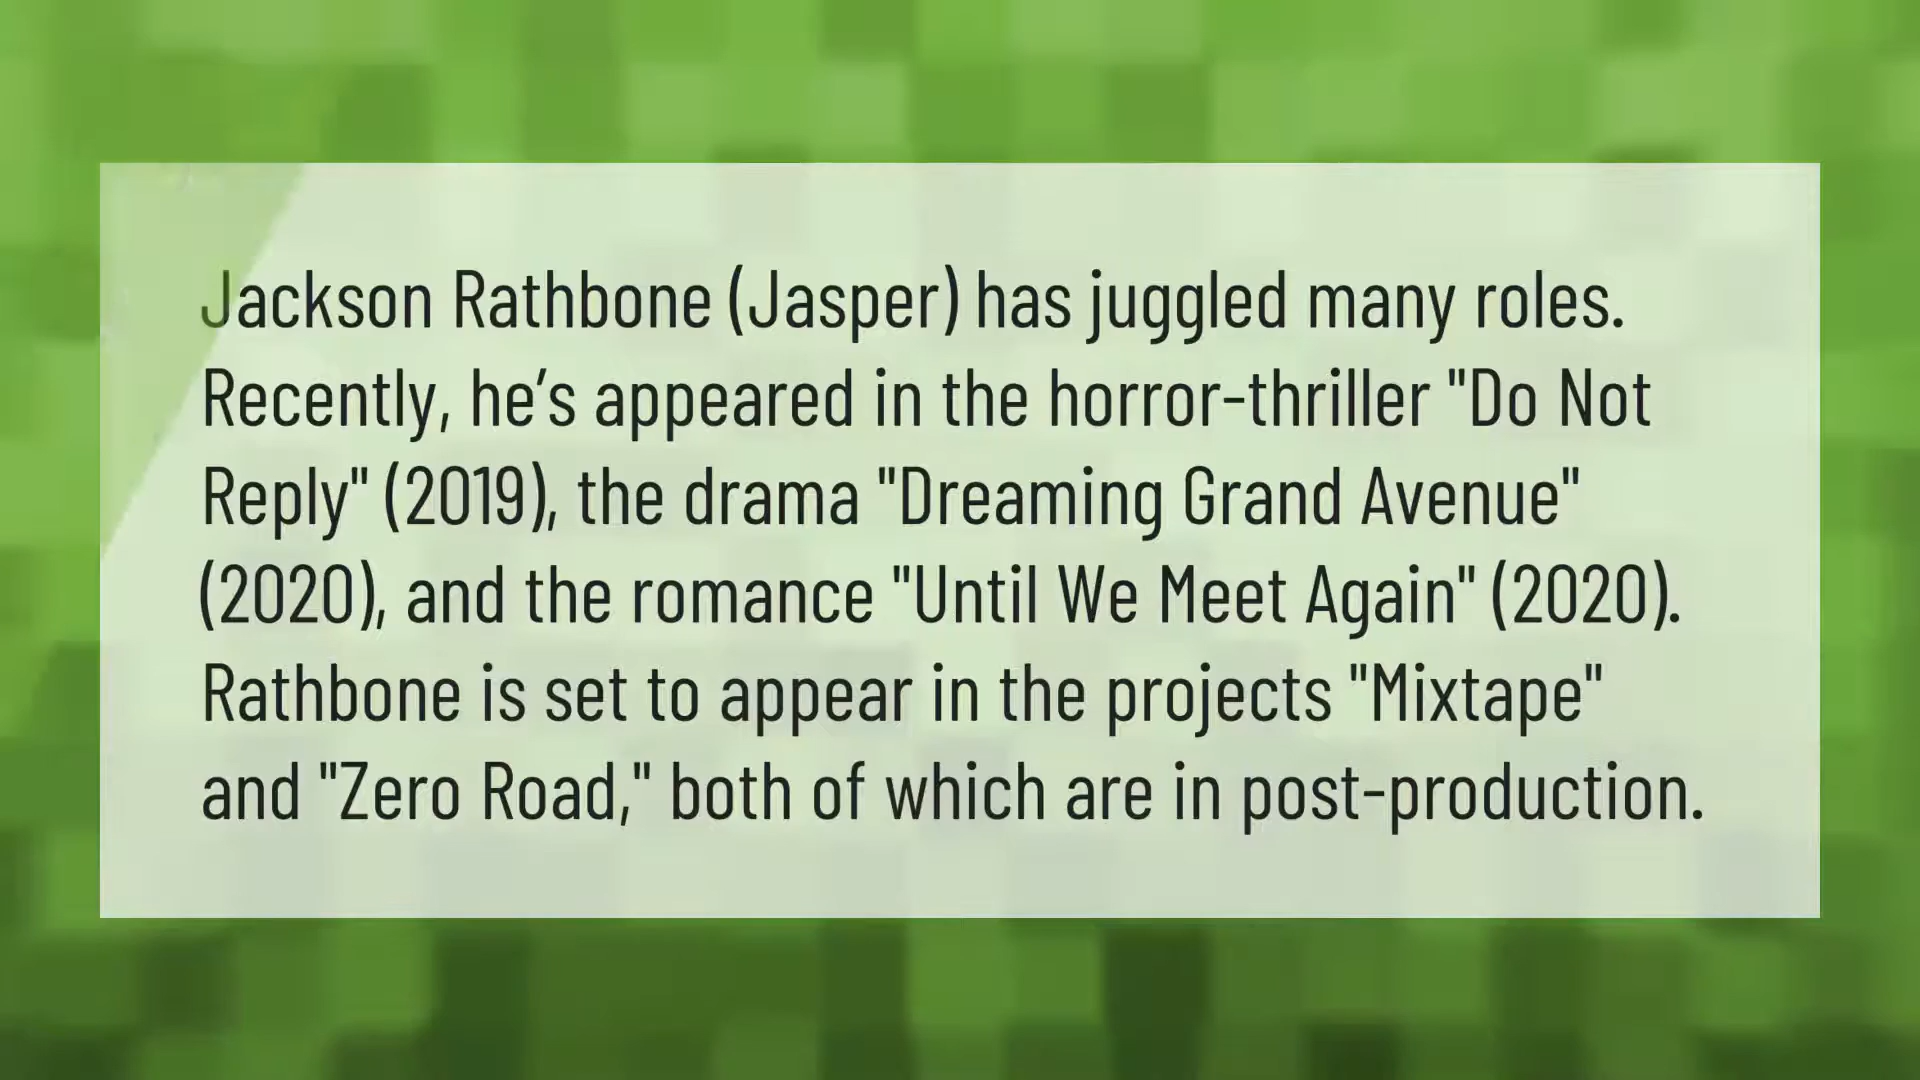 Jackson Rathbone (Jasper) has juggled many roles.
Recently, he’s appeared in the horror-thriller "Do Not
Reply" (2019), the drama "Dreaming Grand Avenue"
(2020), and the romance "Until We Meet Again" (2020).
Rathbone is set to appear in the projects "Mixtape"
and "Zero Road," both of which are in post-production.